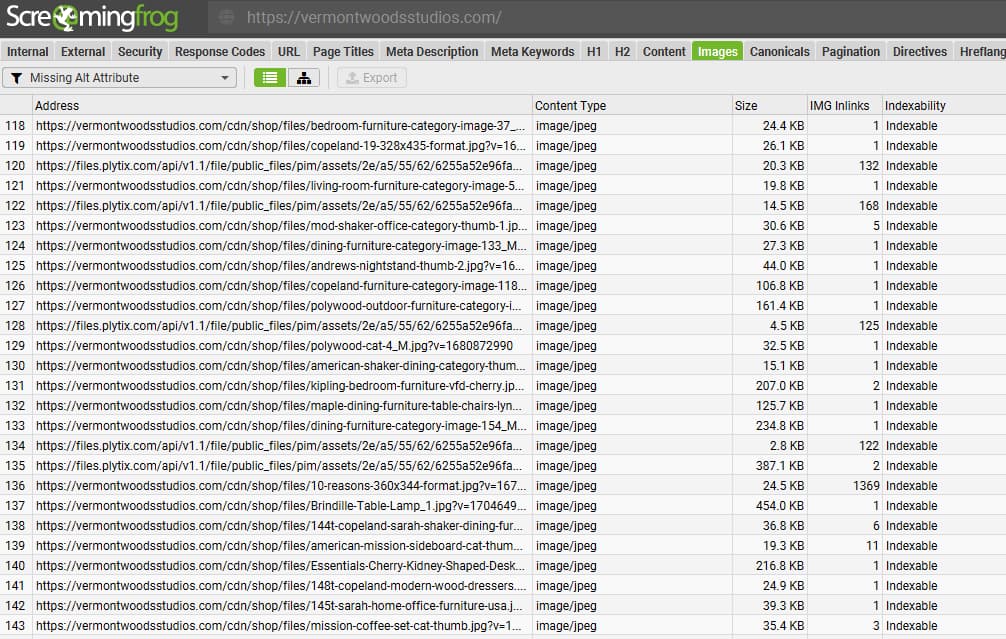 Screamingfrog https://vermontwoodsstudios.com/
Internal External Security Response Codes URL Page Titles Meta Description Meta Keywords H1 H2 Content Images Canonicals Pagination Directives Hreflang
Missing Alt Attribute Export
Address Content Type Size IMG Inlinks Indexability
118 https://vermontwoodsstudios.com/cdn/shop/files/bedroom-furniture-category-image-37_... image/jpeg 24.4 KB 1 Indexable
119 https://vermontwoodsstudios.com/cdn/shop/files/copeland-19-328x435-format.jpg?v=16... image/jpeg 26.1 KB 1 Indexable
120 https://files.plytix.com/api/v1.1/file/public_files/pim/assets/2e/a5/55/62/6255a52e96fa... image/jpeg 20.3 KB 132 Indexable
121 https://vermontwoodsstudios.com/cdn/shop/files/living-room-furniture-category-image-5... image/jpeg 19.8 KB 1 Indexable
122 https://files.plytix.com/api/v1.1/file/public_files/pim/assets/2e/a5/55/62/6255a52e96fa... image/jpeg 14.5 KB 168 Indexable
123 https://vermontwoodsstudios.com/cdn/shop/files/mod-shaker-office-category-thumb-1.jp... image/jpeg 30.6 KB 5 Indexable
124 https://vermontwoodsstudios.com/cdn/shop/files/dining-furniture-category-image-133_M... image/jpeg 27.3 KB 1 Indexable
125 https://vermontwoodsstudios.com/cdn/shop/files/andrews-nightstand-thumb-2.jpg?v=16... image/jpeg 44.0 KB 1 Indexable
126 https://vermontwoodsstudios.com/cdn/shop/files/copeland-furniture-category-image-118... image/jpeg 106.8 KB 1 Indexable
127 https://vermontwoodsstudios.com/cdn/shop/files/polywood-outdoor-furniture-category-i... image/jpeg 161.4 KB 1 Indexable
128 https://files.plytix.com/api/v1.1/file/public_files/pim/assets/2e/a5/55/62/6255a52e96fa... image/jpeg 4.5 KB 125 Indexable
129 https://vermontwoodsstudios.com/cdn/shop/files/polywood-cat-4_M.jpg?v=1680872990 image/jpeg 32.5 KB 1 Indexable
130 https://vermontwoodsstudios.com/cdn/shop/files/american-shaker-dining-category-thum... image/jpeg 15.1 KB 1 Indexable
131 https://vermontwoodsstudios.com/cdn/shop/files/kipling-bedroom-furniture-vfd-cherry.jp... image/jpeg 207.0 KB 2 Indexable
132 https://vermontwoodsstudios.com/cdn/shop/files/maple-dining-furniture-table-chairs-lyn... image/jpeg 125.7 KB 1 Indexable
133 https://vermontwoodsstudios.com/cdn/shop/files/dining-furniture-category-image-154_M... image/jpeg 234.8 KB 1 Indexable
134 https://files.plytix.com/api/v1.1/file/public_files/pim/assets/2e/a5/55/62/6255a52e96fa... image/jpeg 2.8 KB 122 Indexable
135 https://files.plytix.com/api/v1.1/file/public_files/pim/assets/2e/a5/55/62/6255a52e96fa... image/jpeg 387.1 KB 2 Indexable
136 https://vermontwoodsstudios.com/cdn/shop/files/10-reasons-360x344-format.jpg?v=167... image/jpeg 24.5 KB 1369 Indexable
137 https://vermontwoodsstudios.com/cdn/shop/files/Brindille-Table-Lamp_1.jpg?v=1704649... image/jpeg 454.0 KB 1 Indexable
138 https://vermontwoodsstudios.com/cdn/shop/files/144t-copeland-sarah-shaker-dining-fur... image/jpeg 36.8 KB 6 Indexable
139 https://vermontwoodsstudios.com/cdn/shop/files/american-mission-sideboard-cat-thum... image/jpeg 19.3 KB 11 Indexable
140 https://vermontwoodsstudios.com/cdn/shop/files/Essentials-Cherry-Kidney-Shaped-Desk... image/jpeg 216.8 KB 1 Indexable
141 https://vermontwoodsstudios.com/cdn/shop/files/148t-copeland-modern-wood-dressers.... image/jpeg 24.9 KB 1 Indexable
142 https://vermontwoodsstudios.com/cdn/shop/files/145t-sarah-home-office-furniture-usa.j... image/jpeg 39.3 KB 1 Indexable
143 https://vermontwoodsstudios.com/cdn/shop/files/mission-coffee-set-cat-thumb.jpg?v=1... image/jpeg 35.4 KB 3 Indexable